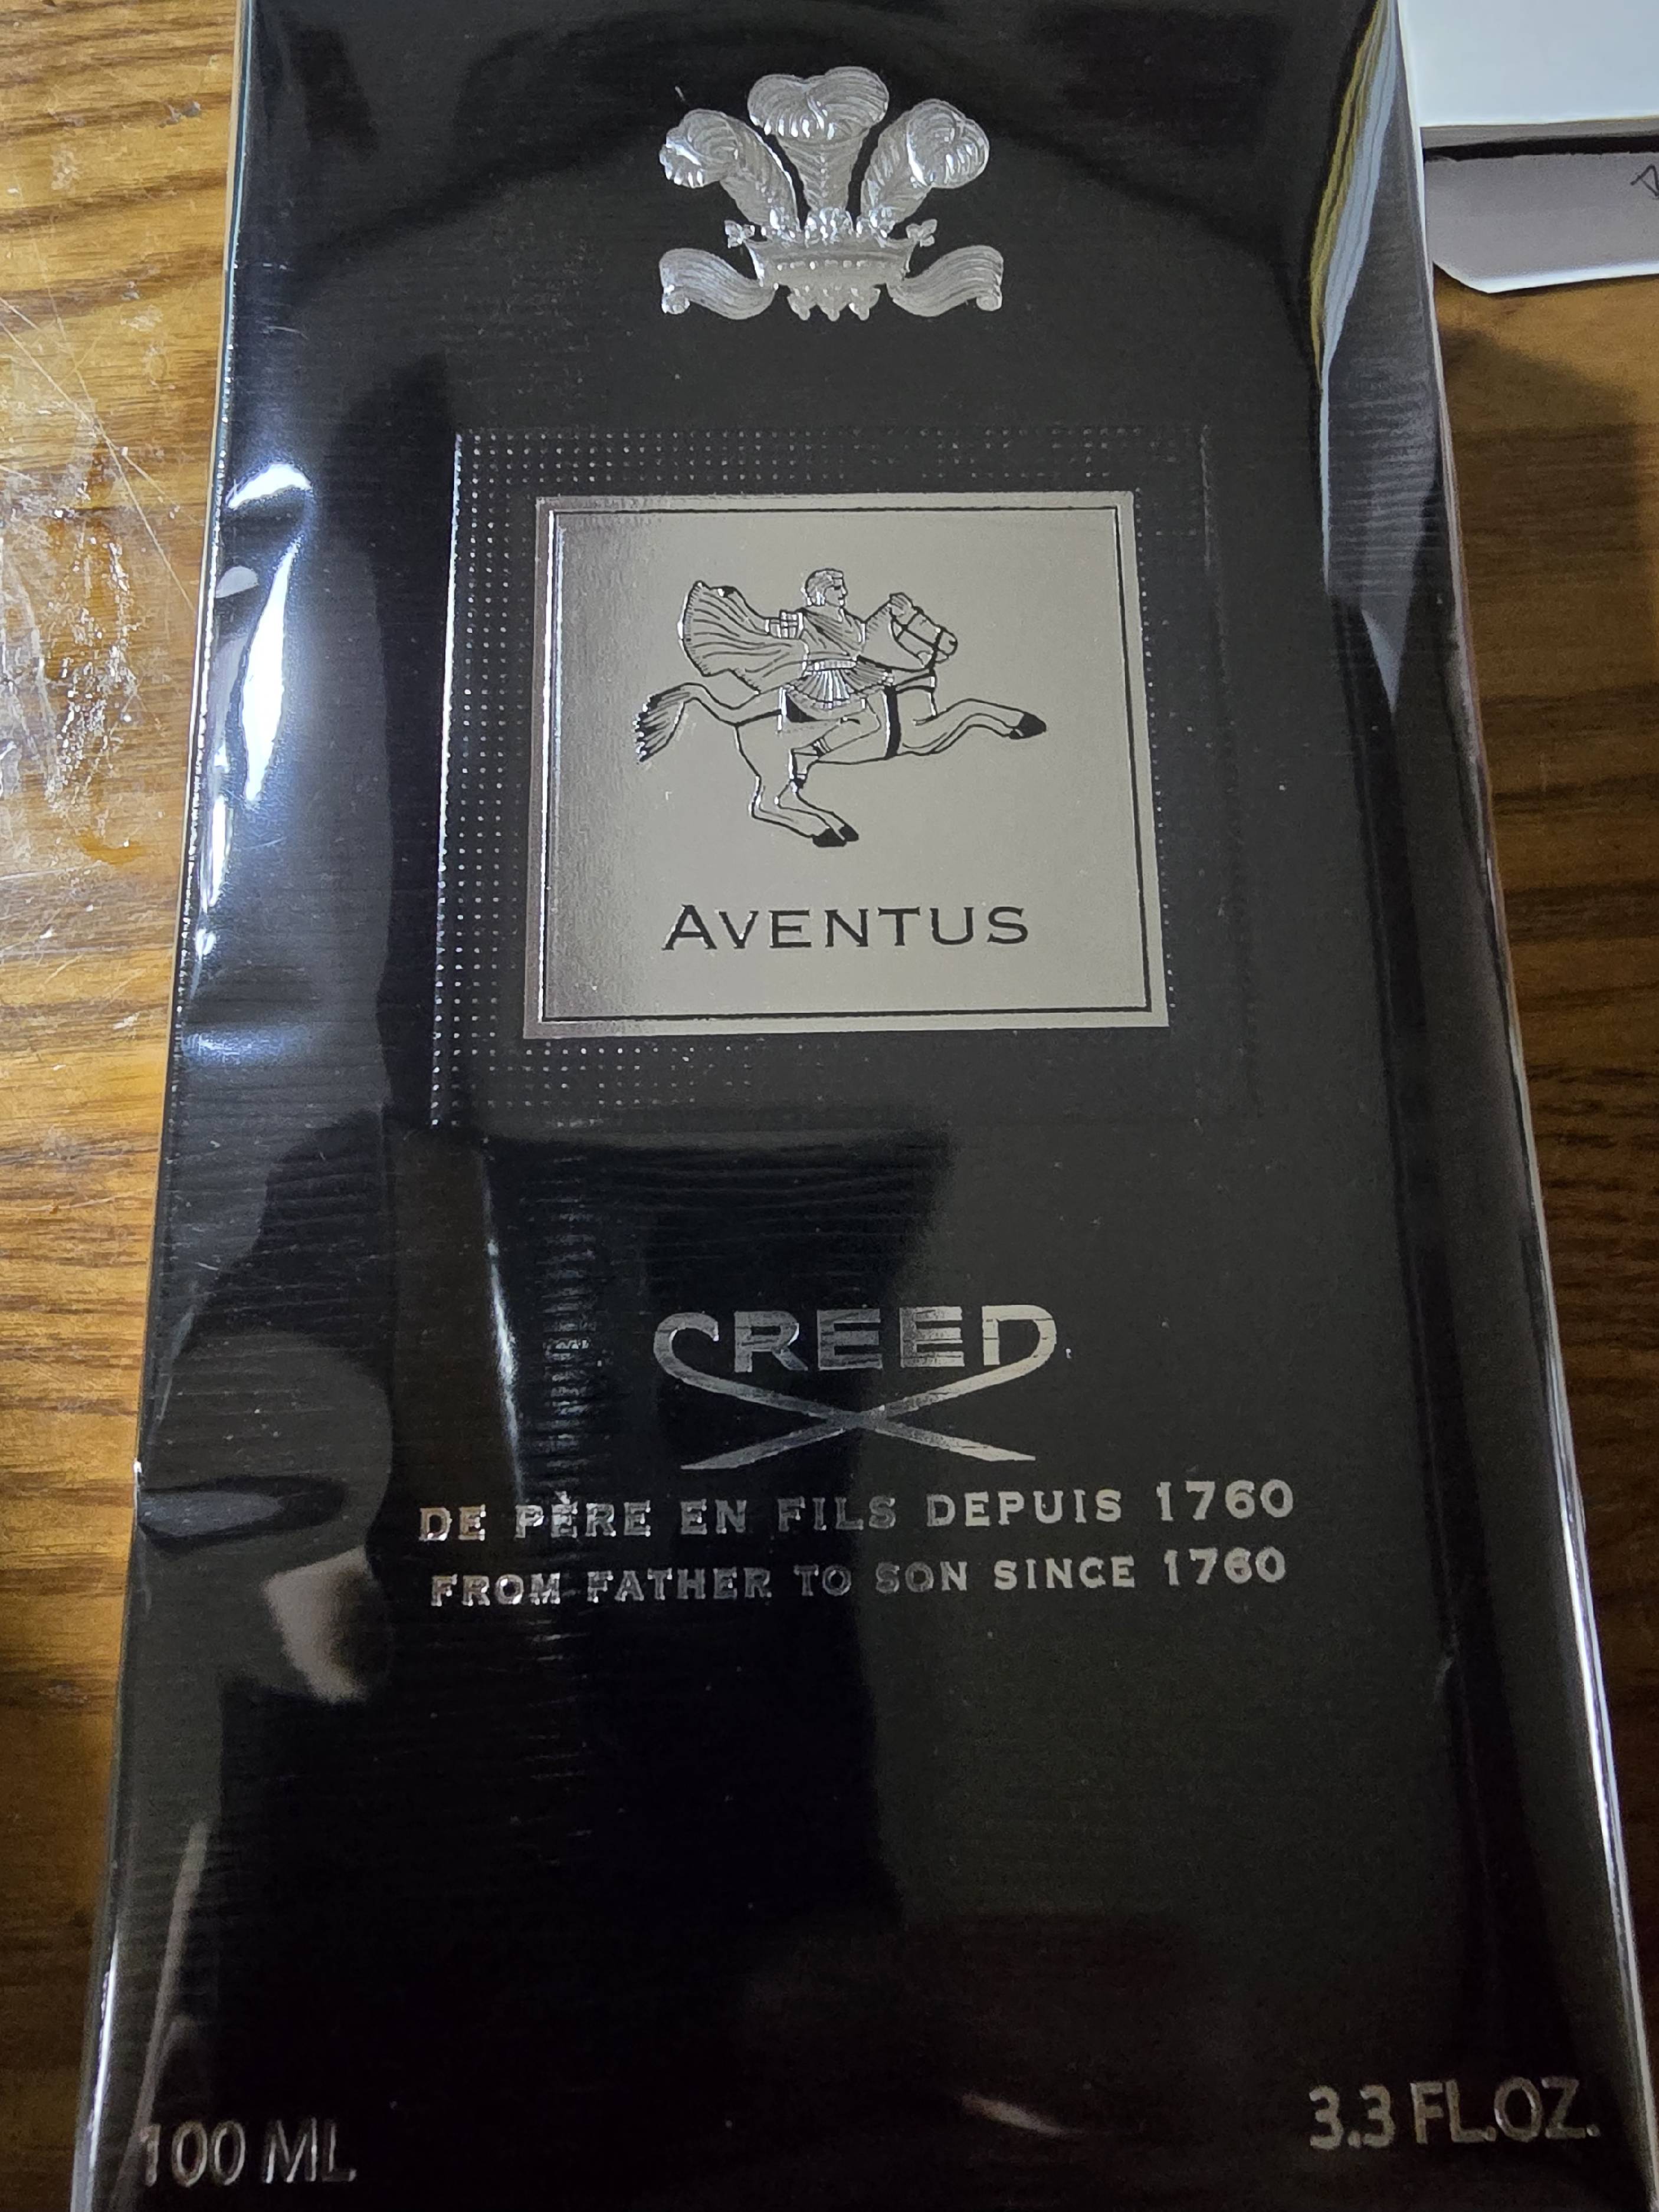 AVENTUS
CREED
DE PÈRE EN FILS DEPUIS 1760
FROM FATHER TO SON SINCE 1760
100 ML
3.3 FL.OZ.